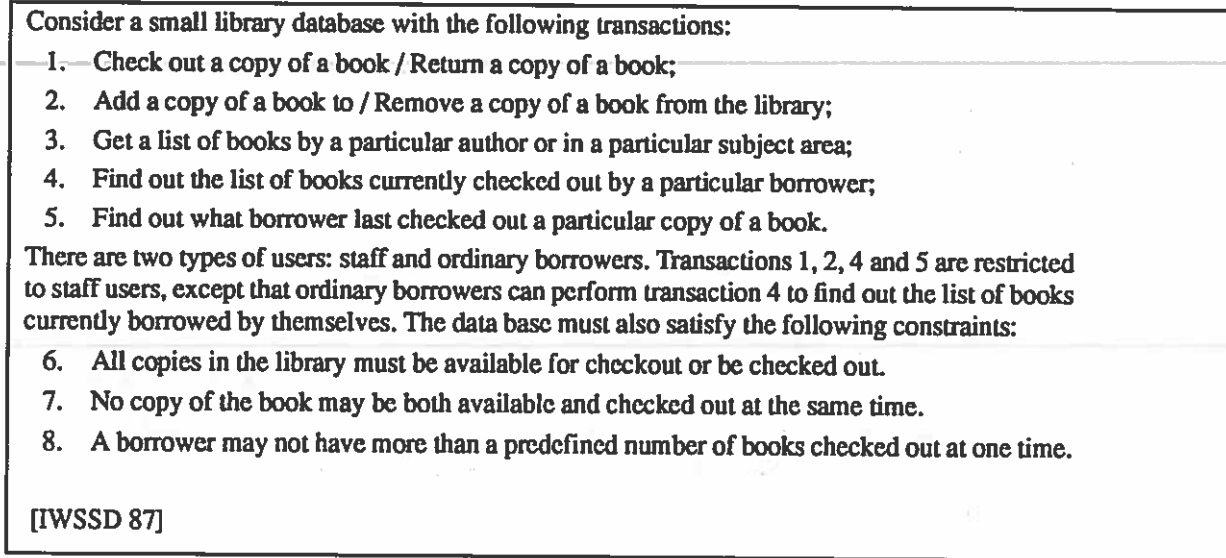 Consider a small library database with the following transactions:
1. Check out a copy of a book / Return a copy of a book;
2. Add a copy of a book to / Remove a copy of a book from the library;
3. Get a list of books by a particular author or in a particular subject area;
4. Find out the list of books currently checked out by a particular borrower;
5. Find out what borrower last checked out a particular copy of a book.
There are two types of users: staff and ordinary borrowers. Transactions 1, 2, 4 and 5 are restricted
to staff users, except that ordinary borrowers can perform transaction 4 to find out the list of books
currently borrowed by themselves. The data base must also satisfy the following constraints:
6. All copies in the library must be available for checkout or be checked out.
7. No copy of the book may be both available and checked out at the same time.
8. A borrower may not have more than a predefined number of books checked out at one time.
[IWSSD 87]